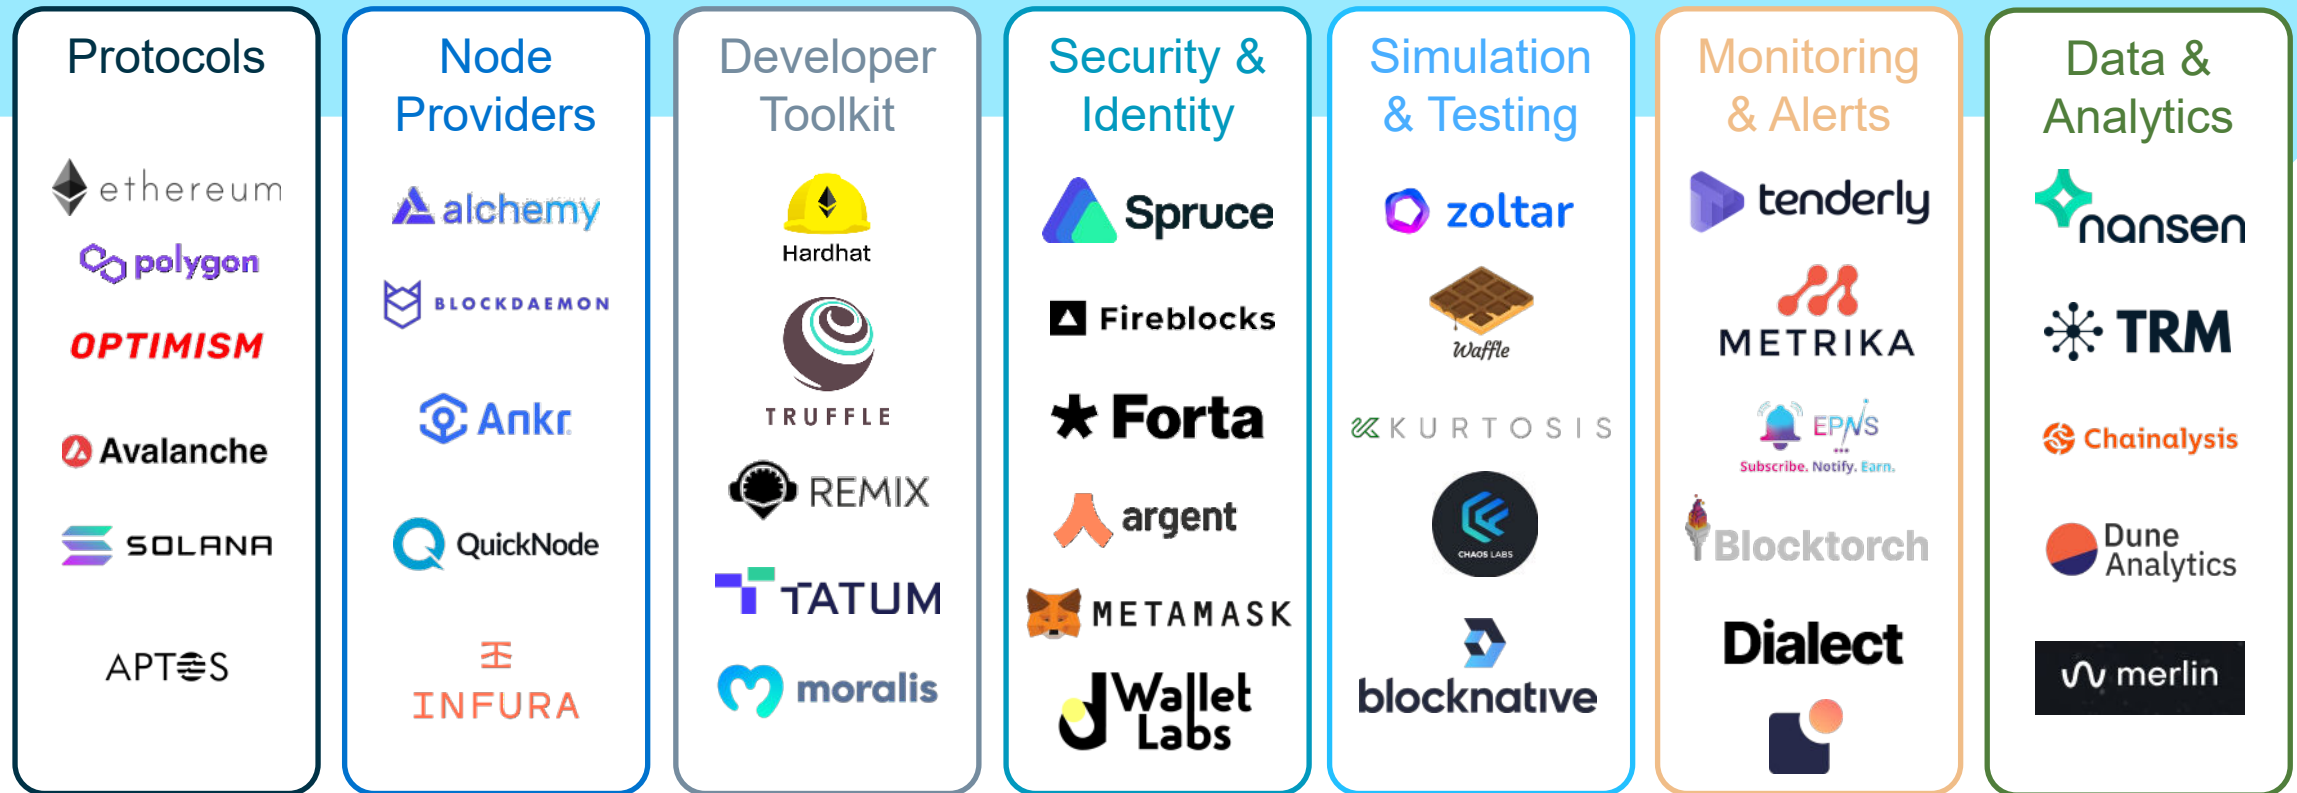 Protocols
ethereum
polygon
OPTIMISM
Avalanche
SOLANA
APTOS
Node
Providers
alchemy
BLOCKDAEMON
Ankr
QuickNode
INFURA
Developer
Toolkit
Hardhat
TRUFFLE
REMIX
TATUM
moralis
Security &
Identity
Spruce
Fireblocks
Forta
argent
METAMASK
Wallet
Labs
Simulation
& Testing
zoltar
Waffle
KURTOSIS
CHAOS LABS
blocknative
Monitoring
& Alerts
tenderly
METRIKA
EPNS
Subscribe. Notify. Earn.
Blocktorch
Dialect
Data &
Analytics
nansen
TRM
Chainalysis
Dune
Analytics
merlin